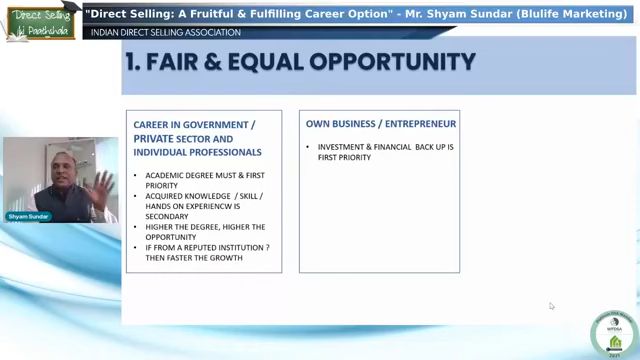 Direct Selling
ki Paathshala
"Direct Selling: A Fruitful & Fulfilling Career Option" - Mr. Shyam Sundar (Blulife Marketing)
INDIAN DIRECT SELLING ASSOCIATION
1. FAIR & EQUAL OPPORTUNITY
CAREER IN GOVERNMENT /
PRIVATE SECTOR AND
INDIVIDUAL PROFESSIONALS
• ACADEMIC DEGREE MUST & FIRST
PRIORITY
• ACQUIRED KNOWLEDGE / SKILL /
HANDS ON EXPERIENCW IS
SECONDARY
• HIGHER THE DEGREE, HIGHER THE
OPPORTUNITY
• IF FROM A REPUTED INSTITUTION ?
THEN FASTER THE GROWTH
OWN BUSINESS / ENTREPRENEUR
• INVESTMENT & FINANCIAL BACK UP IS
FIRST PRIORITY
Shyam Sundar
WFDSA
2021